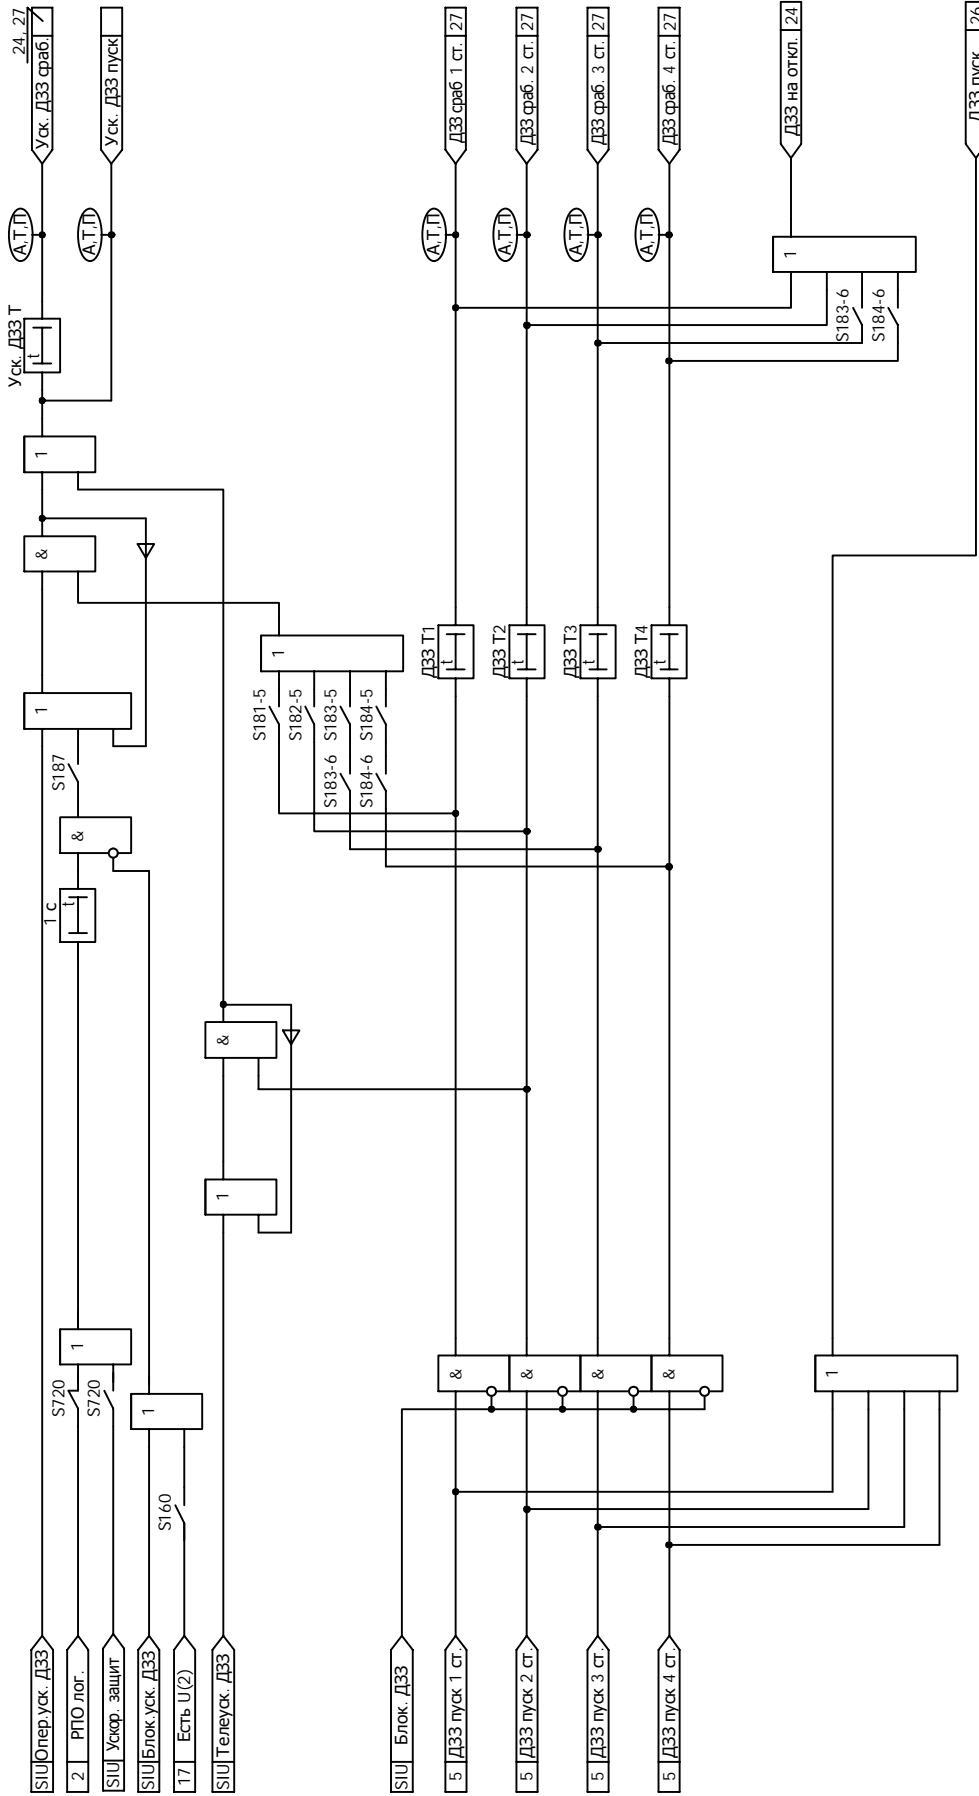 SIU Опер.уск. ДЗЗ
2 РПО лог.
SIU Ускор. защит
SIU Блок.уск. ДЗЗ
17 Есть U(2)
SIU Телеуск. ДЗЗ
SIU Блок. ДЗЗ
5 ДЗЗ пуск 1 ст.
5 ДЗЗ пуск 2 ст.
5 ДЗЗ пуск 3 ст.
5 ДЗЗ пуск 4 ст.
S720
S720
S160
1
1
1
&
&
&
&
1
&
1 с
&
S187
1
S183-6
S184-6
S181-5
S182-5
S183-5
S184-5
1
&
1
Уск. ДЗЗ Т
t
t
ДЗЗ Т1
t
ДЗЗ Т2
t
ДЗЗ Т3
t
ДЗЗ Т4
t
S183-6
S184-6
1
1
А,Т,П
А,Т,П
А,Т,П
А,Т,П
А,Т,П
А,Т,П
24, 27
Уск. ДЗЗ сраб.
Уск. ДЗЗ пуск
ДЗЗ сраб 1 ст. 27
ДЗЗ сраб. 2 ст. 27
ДЗЗ сраб. 3 ст. 27
ДЗЗ сраб. 4 ст. 27
ДЗЗ на откл. 24
ДЗЗ пуск 26